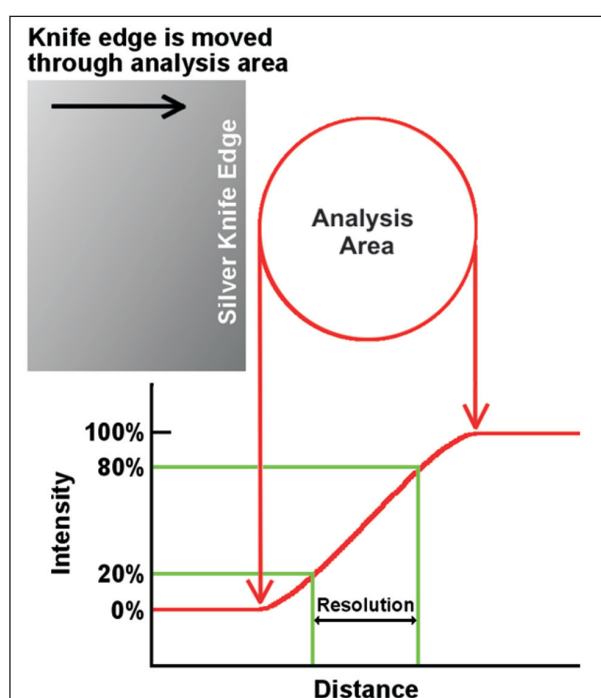 Knife edge is moved
through analysis area
Silver Knife Edge
Analysis
Area
100%
80%
20%
0%
Intensity
Resolution
Distance